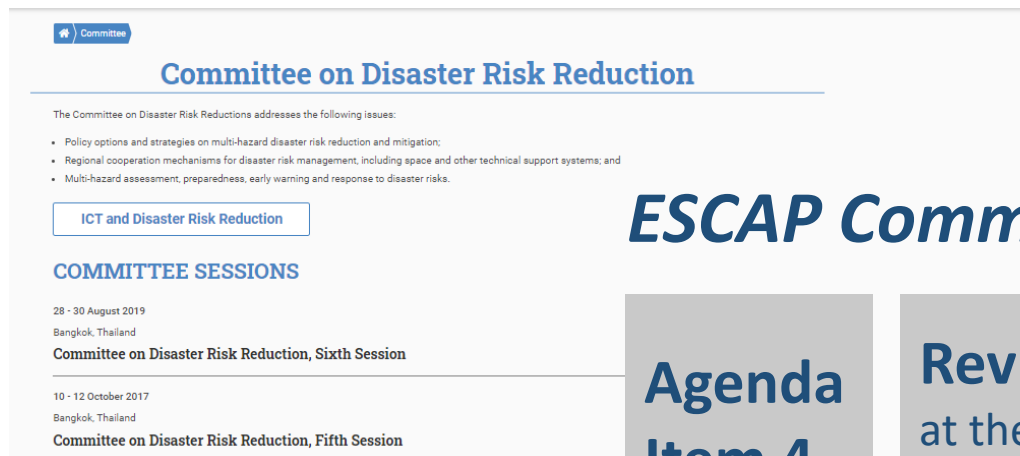 Committee
Committee on Disaster Risk Reduction
The Committee on Disaster Risk Reductions addresses the following issues:
• Policy options and strategies on multi-hazard disaster risk reduction and mitigation;
• Regional cooperation mechanisms for disaster risk management, including space and other technical support systems; and
• Multi-hazard assessment, preparedness, early warning and response to disaster risks.
ICT and Disaster Risk Reduction
COMMITTEE SESSIONS
28 - 30 August 2019
Bangkok, Thailand
Committee on Disaster Risk Reduction, Sixth Session
10 - 12 October 2017
Bangkok, Thailand
Committee on Disaster Risk Reduction, Fifth Session
ESCAP Comm
Agenda
Item 4
Rev
at the